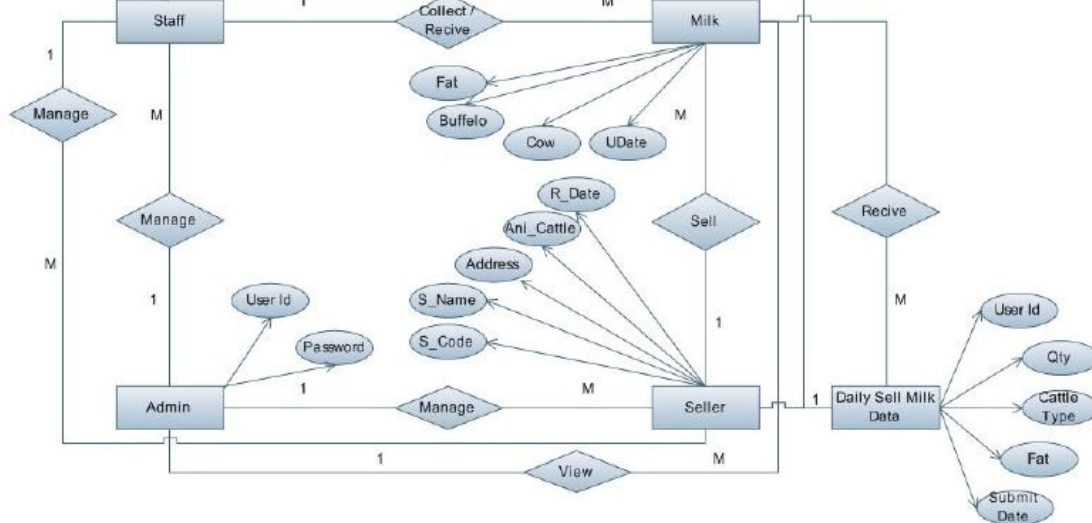 1
M
Staff
Collect /
Recive
Milk
1
Fat
Manage
M
Buffelo
M
Cow
UDate
R_Date
Manage
Ani_Cattle
Sell
Recive
M
Address
1
User Id
S_Name
M
User Id
1
Password
S_Code
Qty
1
M
1
Admin
Manage
Seller
Daily Sell Milk
Data
Cattle
Type
1
M
Fat
View
Submit
Date